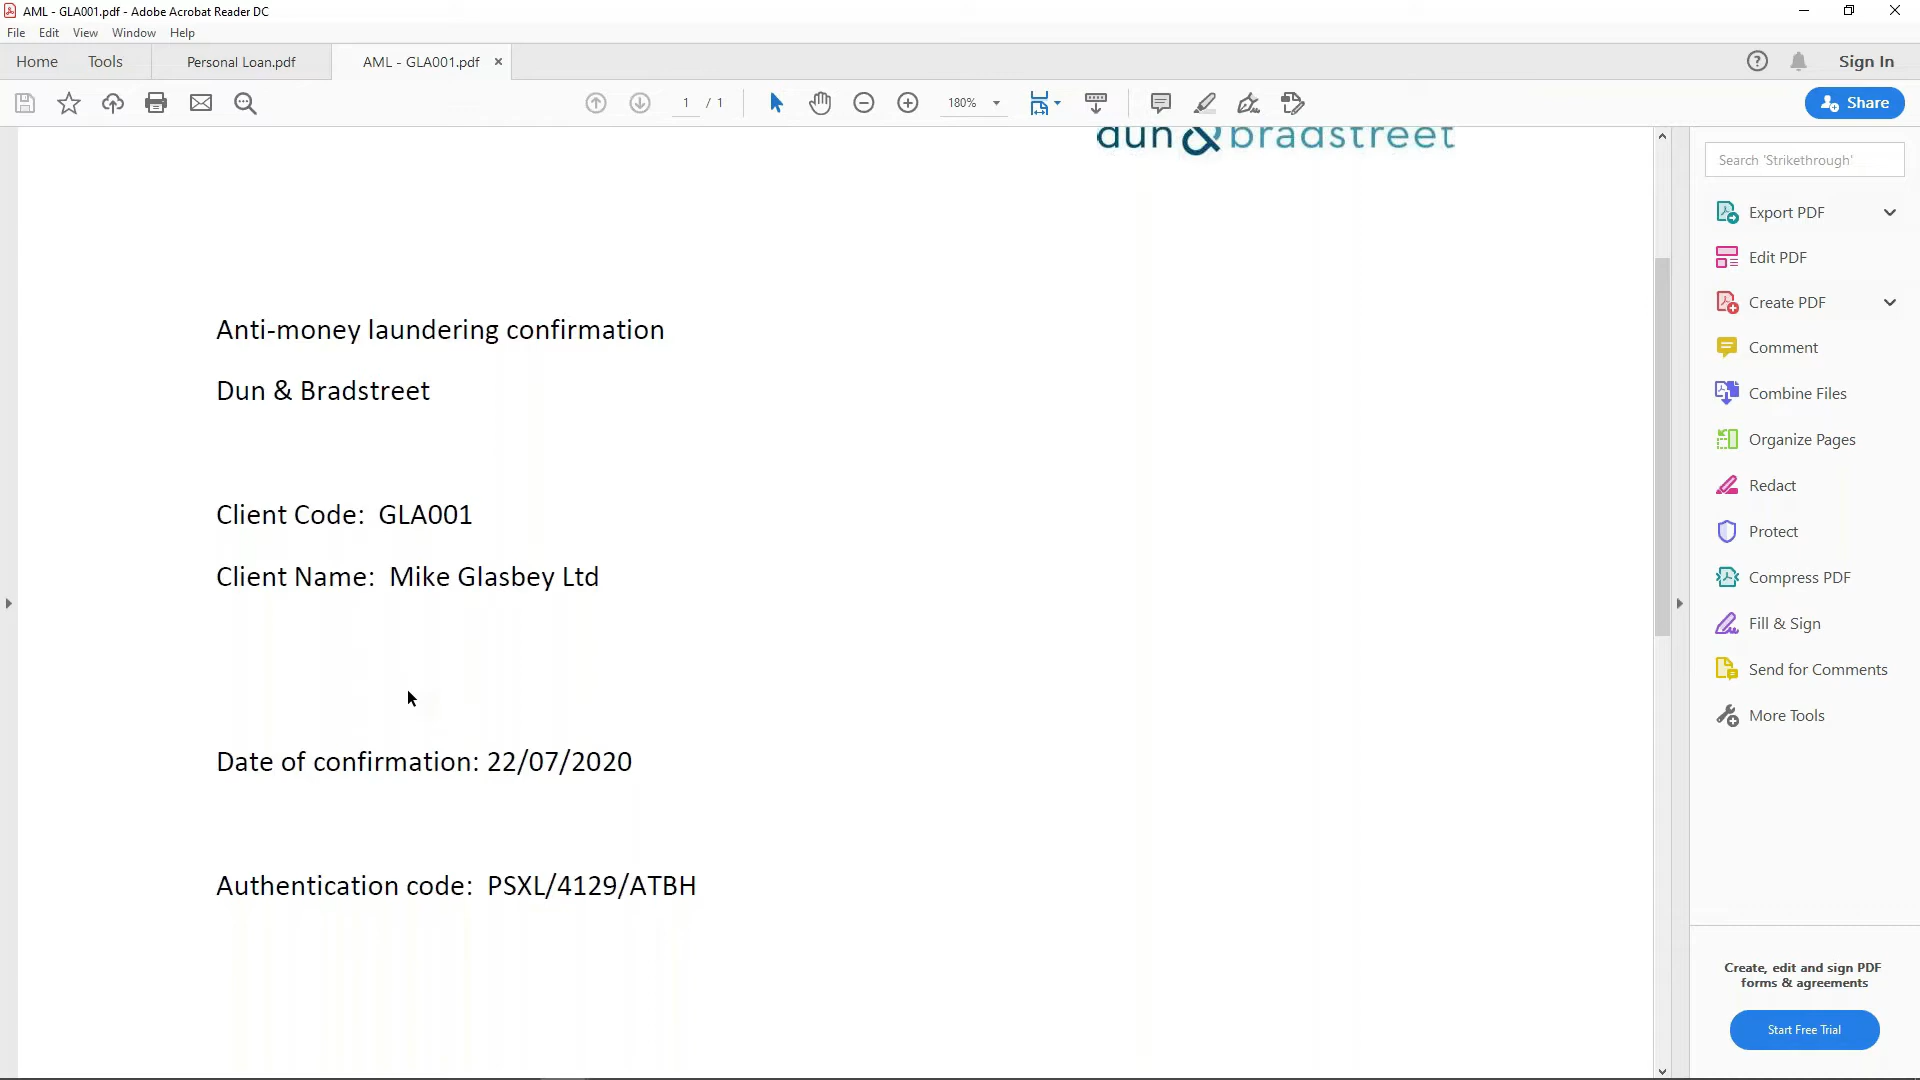 AML - GLA001.pdf - Adobe Acrobat Reader DC
File Edit View Window Help
Home Tools Personal Loan.pdf AML - GLA001.pdf × Sign In
1 / 1 180% Share
dun & bradstreet
Search 'Strikethrough'
Export PDF
Edit PDF
Create PDF
Comment
Combine Files
Organize Pages
Redact
Protect
Compress PDF
Fill & Sign
Send for Comments
More Tools
Anti-money laundering confirmation
Dun & Bradstreet
Client Code: GLA001
Client Name: Mike Glasbey Ltd
Date of confirmation: 22/07/2020
Authentication code: PSXL/4129/ATBH
Create, edit and sign PDF
forms & agreements
Start Free Trial